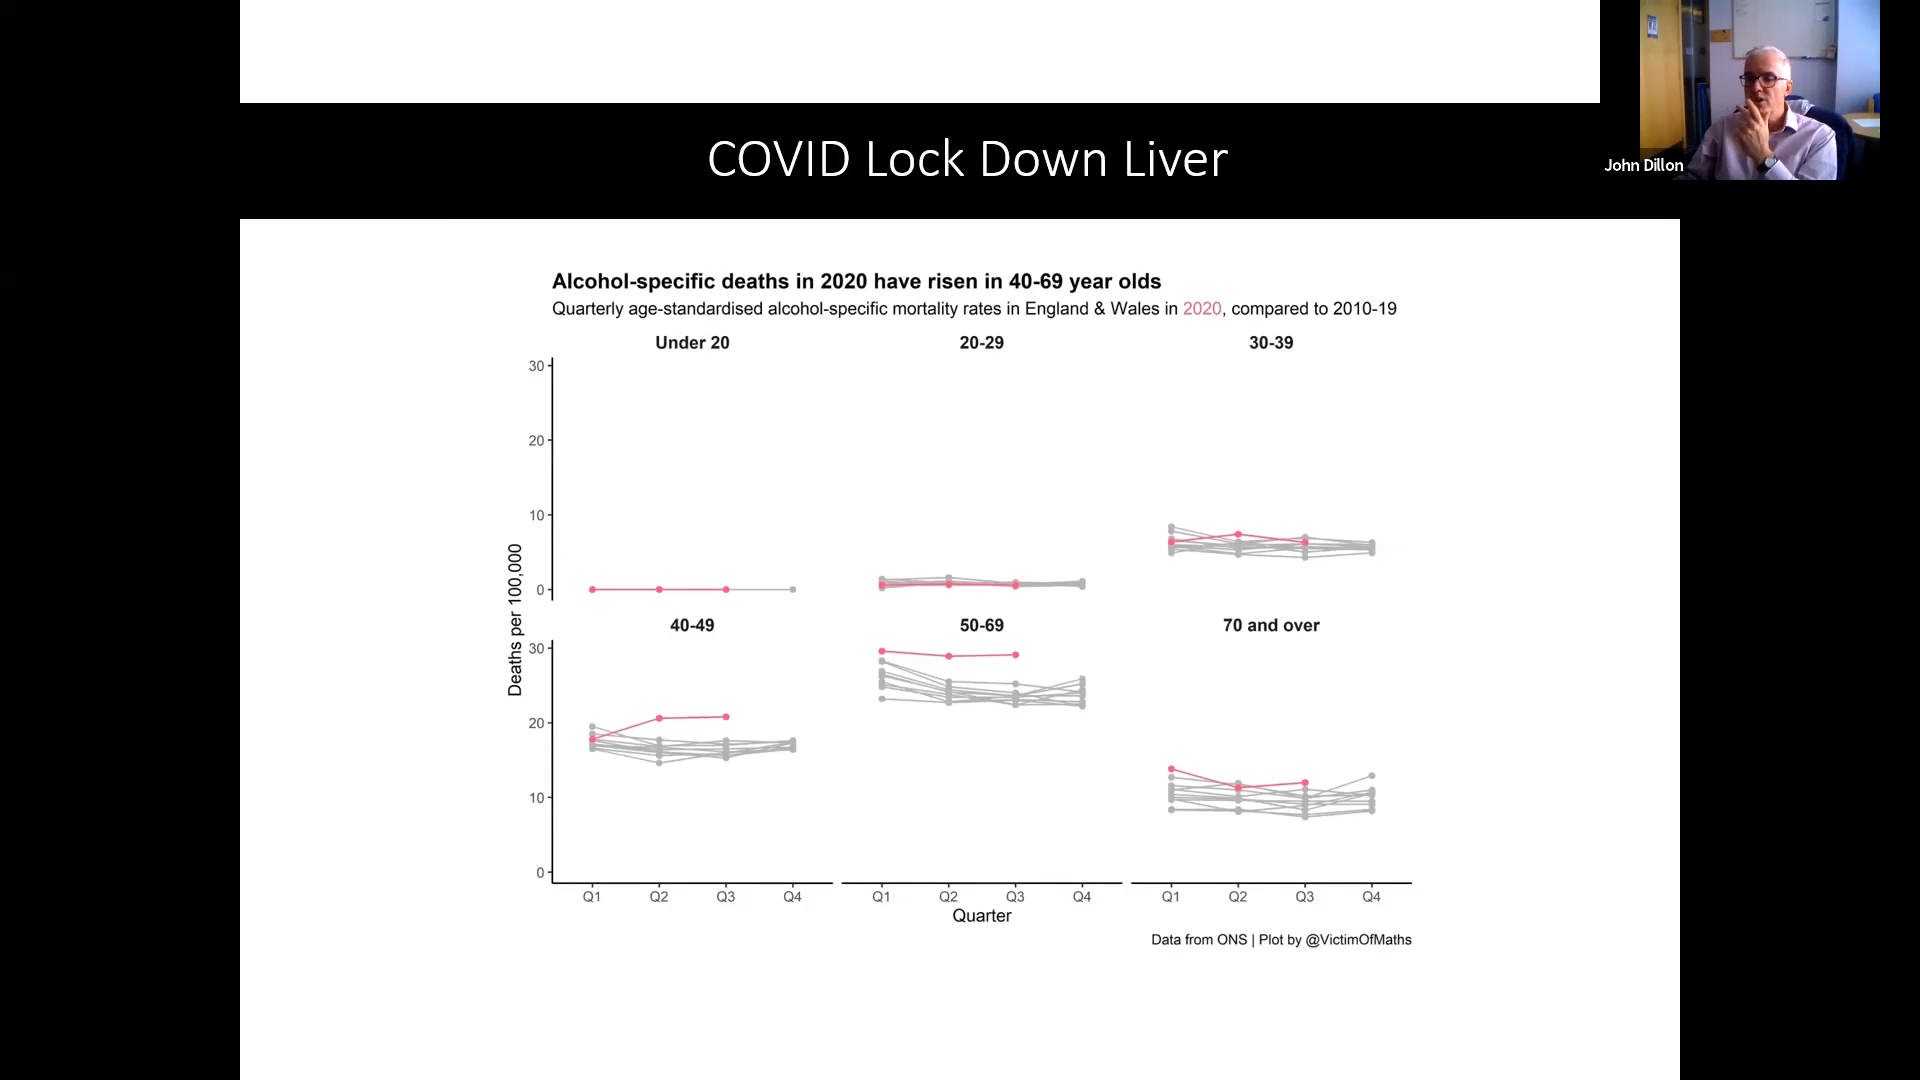 COVID Lock Down Liver
John Dillon
Alcohol-specific deaths in 2020 have risen in 40-69 year olds
Quarterly age-standardised alcohol-specific mortality rates in England & Wales in 2020, compared to 2010-19
Under 20
20-29
30-39
30
20
10
0
40-49
50-69
70 and over
30
20
10
0
Deaths per 100,000
Q1 Q2 Q3 Q4 Q1 Q2 Q3 Q4 Q1 Q2 Q3 Q4
Quarter
Data from ONS | Plot by @VictimOfMaths